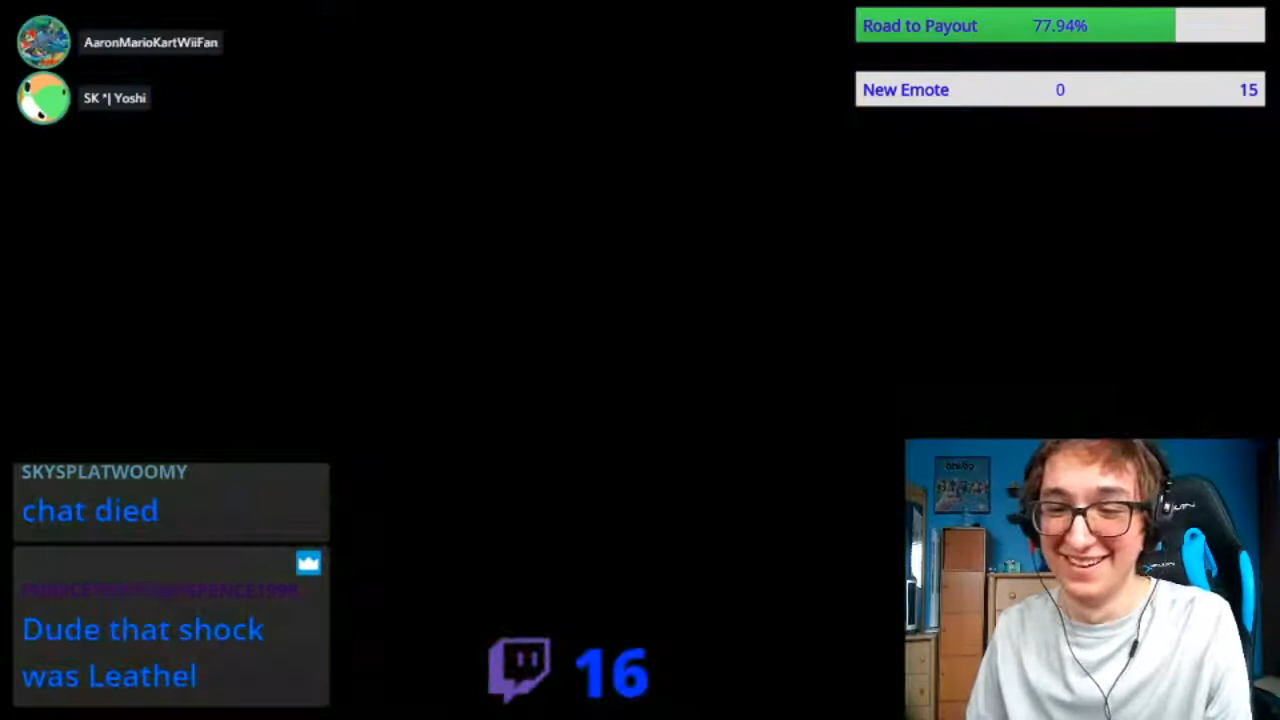 AaronMarioKartWiiFan
SK *| Yoshi
Road to Payout 77.94%
New Emote 0 15
SKYSPLATWOOMY
chat died
Dude that shock
was Leathel
16